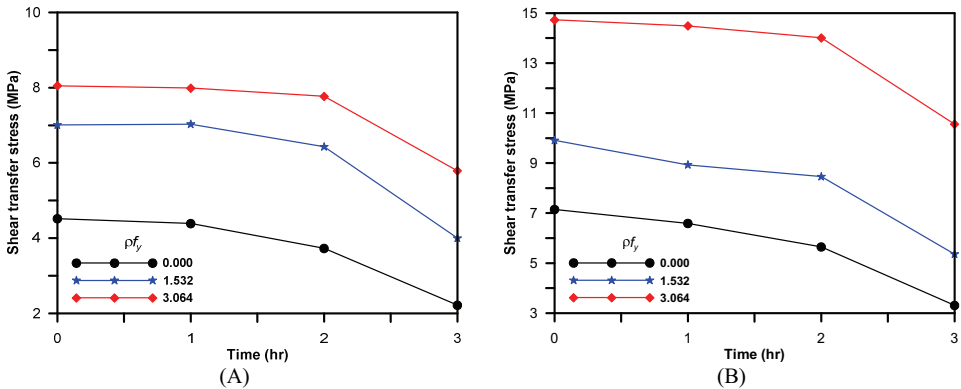 10
8
6
4
2
Shear transfer stress (MPa)
ρfy
0.000
1.532
3.064
0 1 2 3
Time (hr)
(A)
15
13
11
9
7
5
3
Shear transfer stress (MPa)
ρfy
0.000
1.532
3.064
0 1 2 3
Time (hr)
(B)